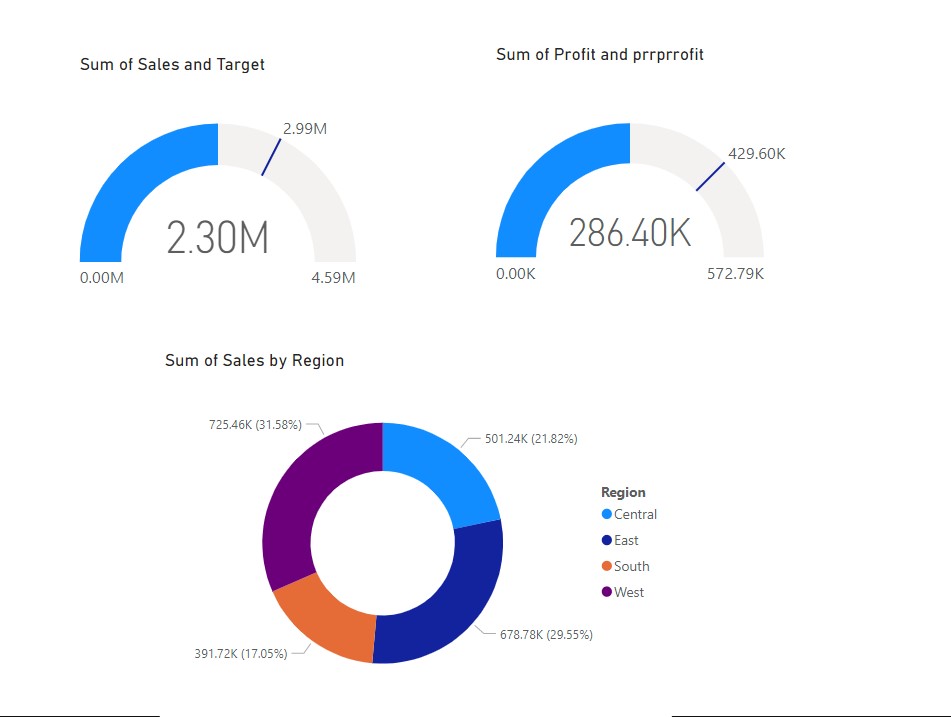 Sum of Sales and Target
2.99M
2.30M
0.00M
4.59M
Sum of Profit and prrprrofit
429.60K
286.40K
0.00K
572.79K
Sum of Sales by Region
725.46K (31.58%)
501.24K (21.82%)
678.78K (29.55%)
391.72K (17.05%)
Region
Central
East
South
West